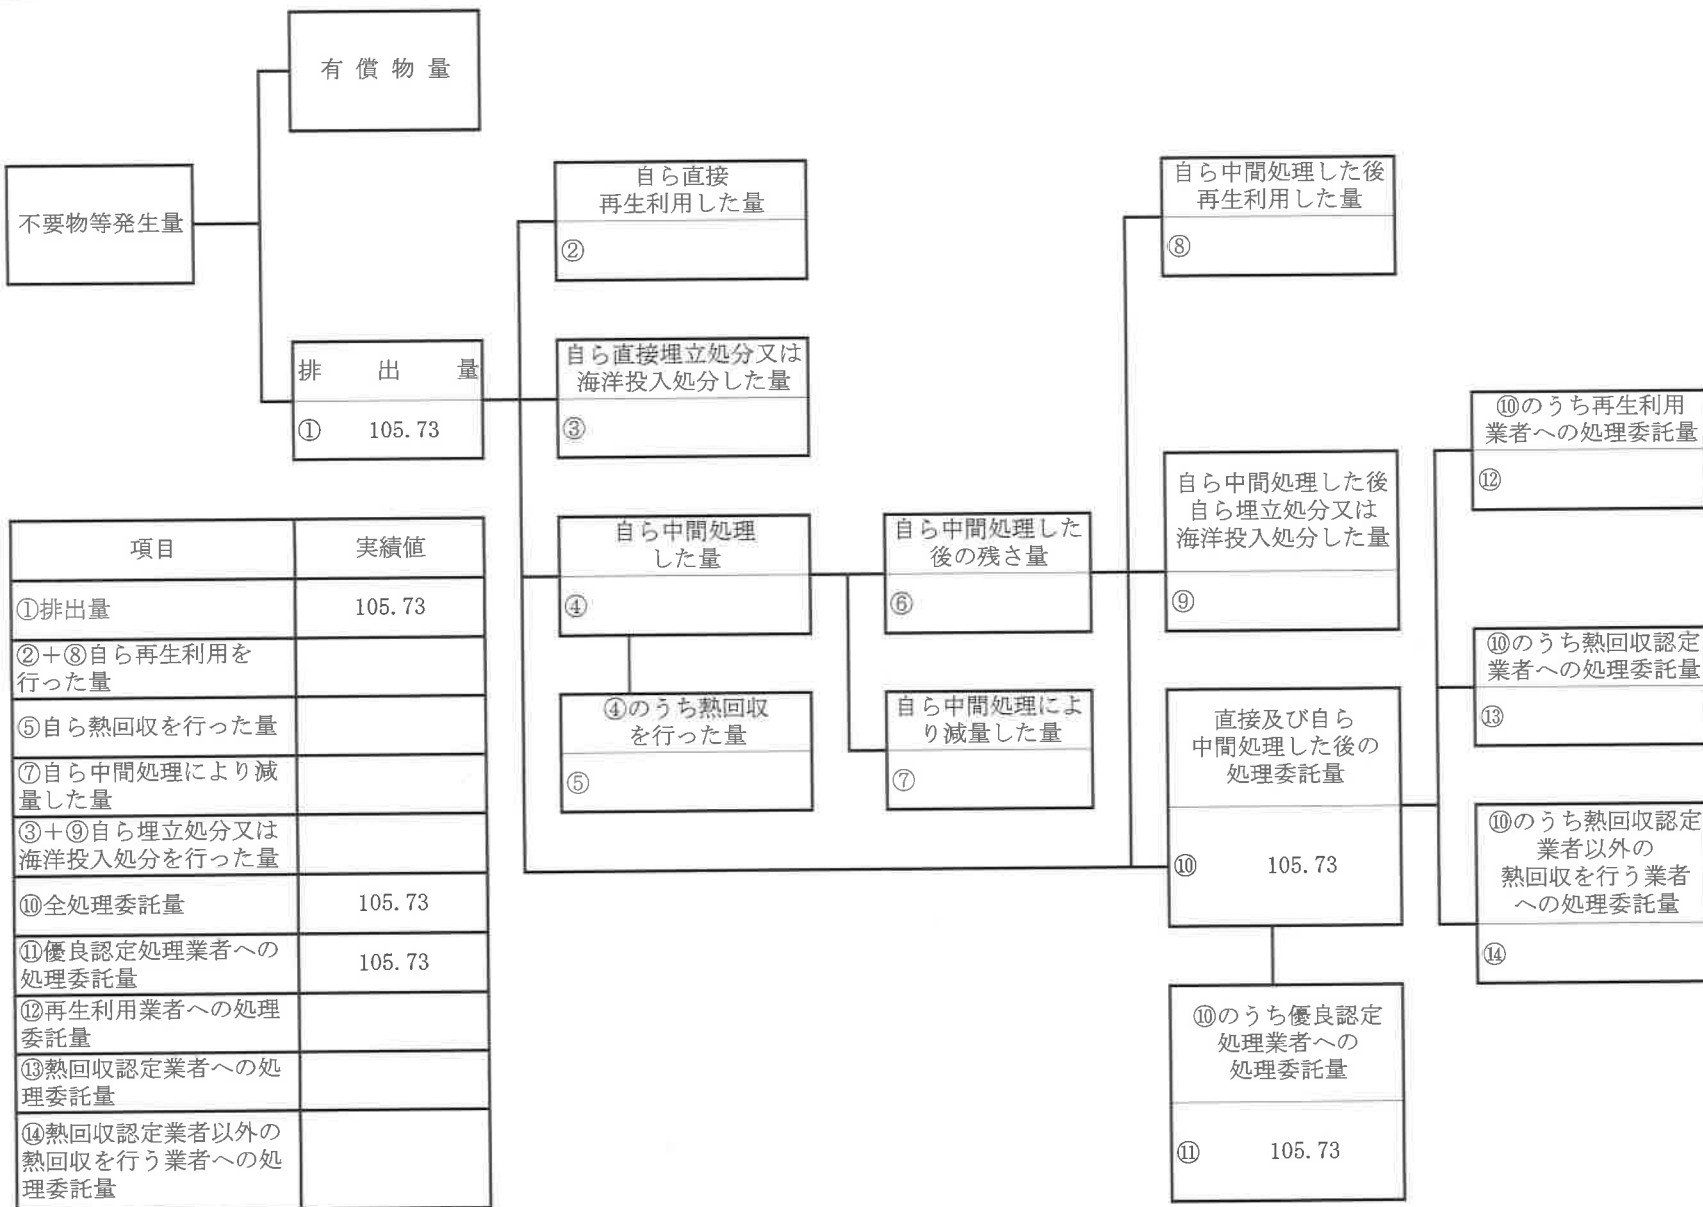 有償物量
不要物等発生量
排出量
① 105.73
自ら直接
再生利用した量
②
自ら直接埋立処分又は
海洋投入処分した量
③
自ら中間処理
した量
④
④のうち熱回収
を行った量
⑤
自ら中間処理した
後の残さ量
⑥
自ら中間処理によ
り減量した量
⑦
自ら中間処理した後
再生利用した量
⑧
自ら中間処理した後
自ら埋立処分又は
海洋投入処分した量
⑨
直接及び自ら
中間処理した後の
処理委託量
⑩ 105.73
⑩のうち優良認定
処理業者への
処理委託量
⑪ 105.73
⑩のうち再生利用
業者への処理委託量
⑫
⑩のうち熱回収認定
業者への処理委託量
⑬
⑩のうち熱回収認定
業者以外の
熱回収を行う業者
への処理委託量
⑭
項目 実績値
①排出量 105.73
②+⑧自ら再生利用を
行った量
⑤自ら熱回収を行った量
⑦自ら中間処理により減
量した量
③+⑨自ら埋立処分又は
海洋投入処分を行った量
⑩全処理委託量 105.73
⑪優良認定処理業者への
処理委託量 105.73
⑫再生利用業者への処理
委託量
⑬熱回収認定業者への処
理委託量
⑭熱回収認定業者以外の
熱回収を行う業者への処
理委託量